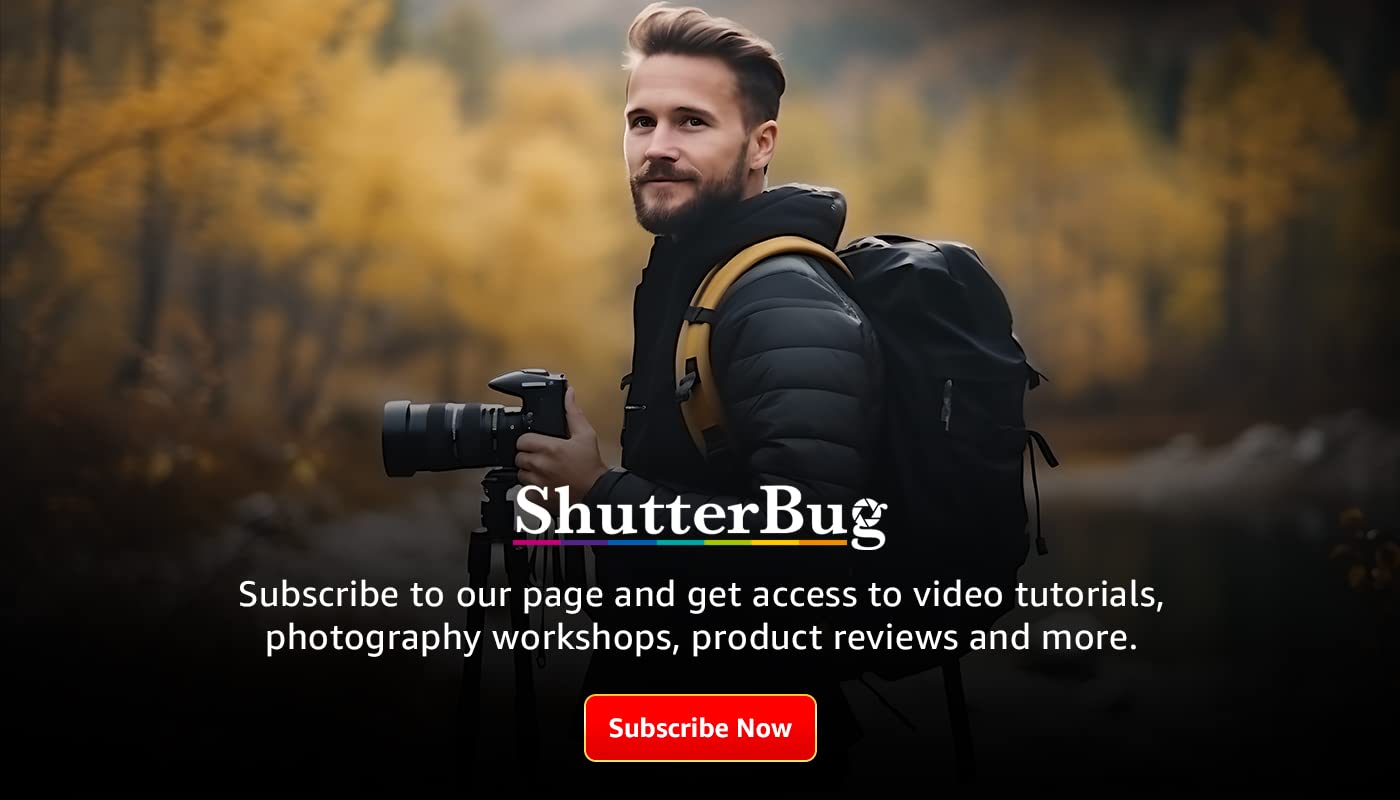 ShutterBug
Subscribe to our page and get access to video tutorials,
photography workshops, product reviews and more.
Subscribe Now